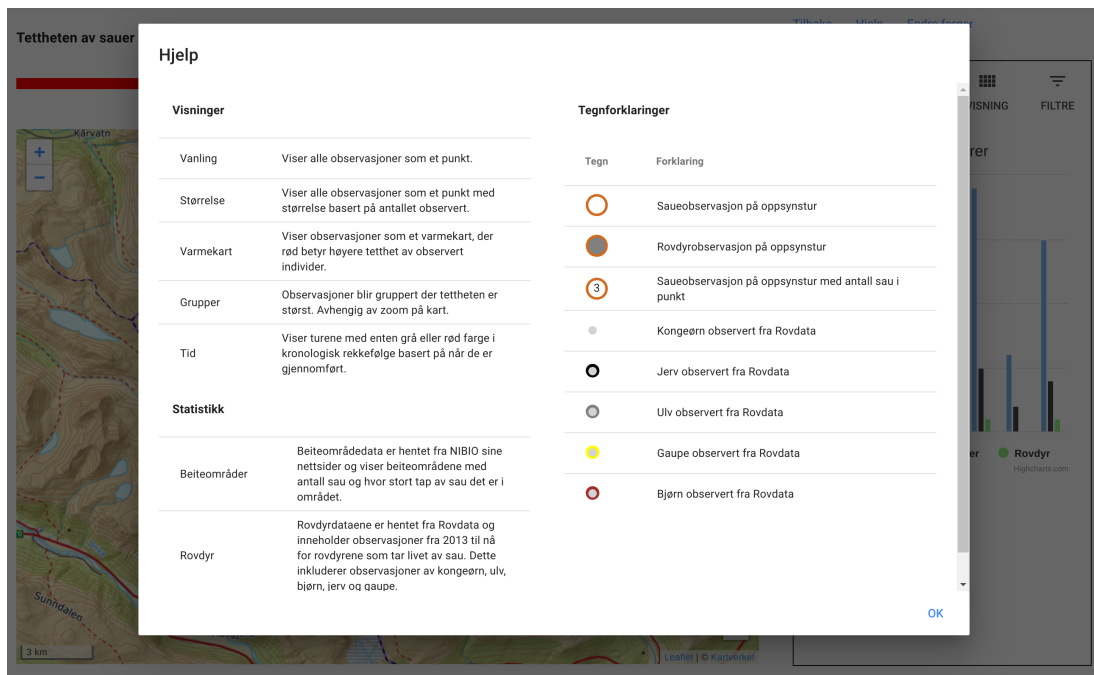 Tettheten av sauer
Tilbake
Hjelp
Endre farger
Hjelp
Visninger
Vanling
Viser alle observasjoner som et punkt.
Størrelse
Viser alle observasjoner som et punkt med
størrelse basert på antallet observert.
Varmekart
Viser observasjoner som et varmekart, der
rød betyr høyere tetthet av observert
individer.
Grupper
Observasjoner blir gruppert der tettheten er
størst. Avhengig av zoom på kart.
Tid
Viser turene med enten grå eller rød farge i
kronologisk rekkefølge basert på når de er
gjennomført.
Statistikk
Beiteområder
Beiteområdedata er hentet fra NIBIO sine
nettsider og viser beiteområdene med
antall sau og hvor stort tap av sau det er i
området.
Rovdyr
Rovdyrdataene er hentet fra Rovdata og
inneholder observasjoner fra 2013 til nå
for rovdyrene som tar livet av sau. Dette
inkluderer observasjoner av kongeørn, ulv,
bjørn, jerv og gaupe.
Tegnforklaringer
Tegn
Forklaring
Saueobservasjon på oppsynstur
Rovdyrobservasjon på oppsynstur
3
Saueobservasjon på oppsynstur med antall sau i
punkt
Kongeørn observert fra Rovdata
Jerv observert fra Rovdata
Ulv observert fra Rovdata
Gaupe observert fra Rovdata
Bjørn observert fra Rovdata
OK
VISNING
FILTRE
rer
er
Rovdyr
Highcharts.com
Kårvatn
+
−
Sunndalen
3 km
Leaflet | © Kartverket